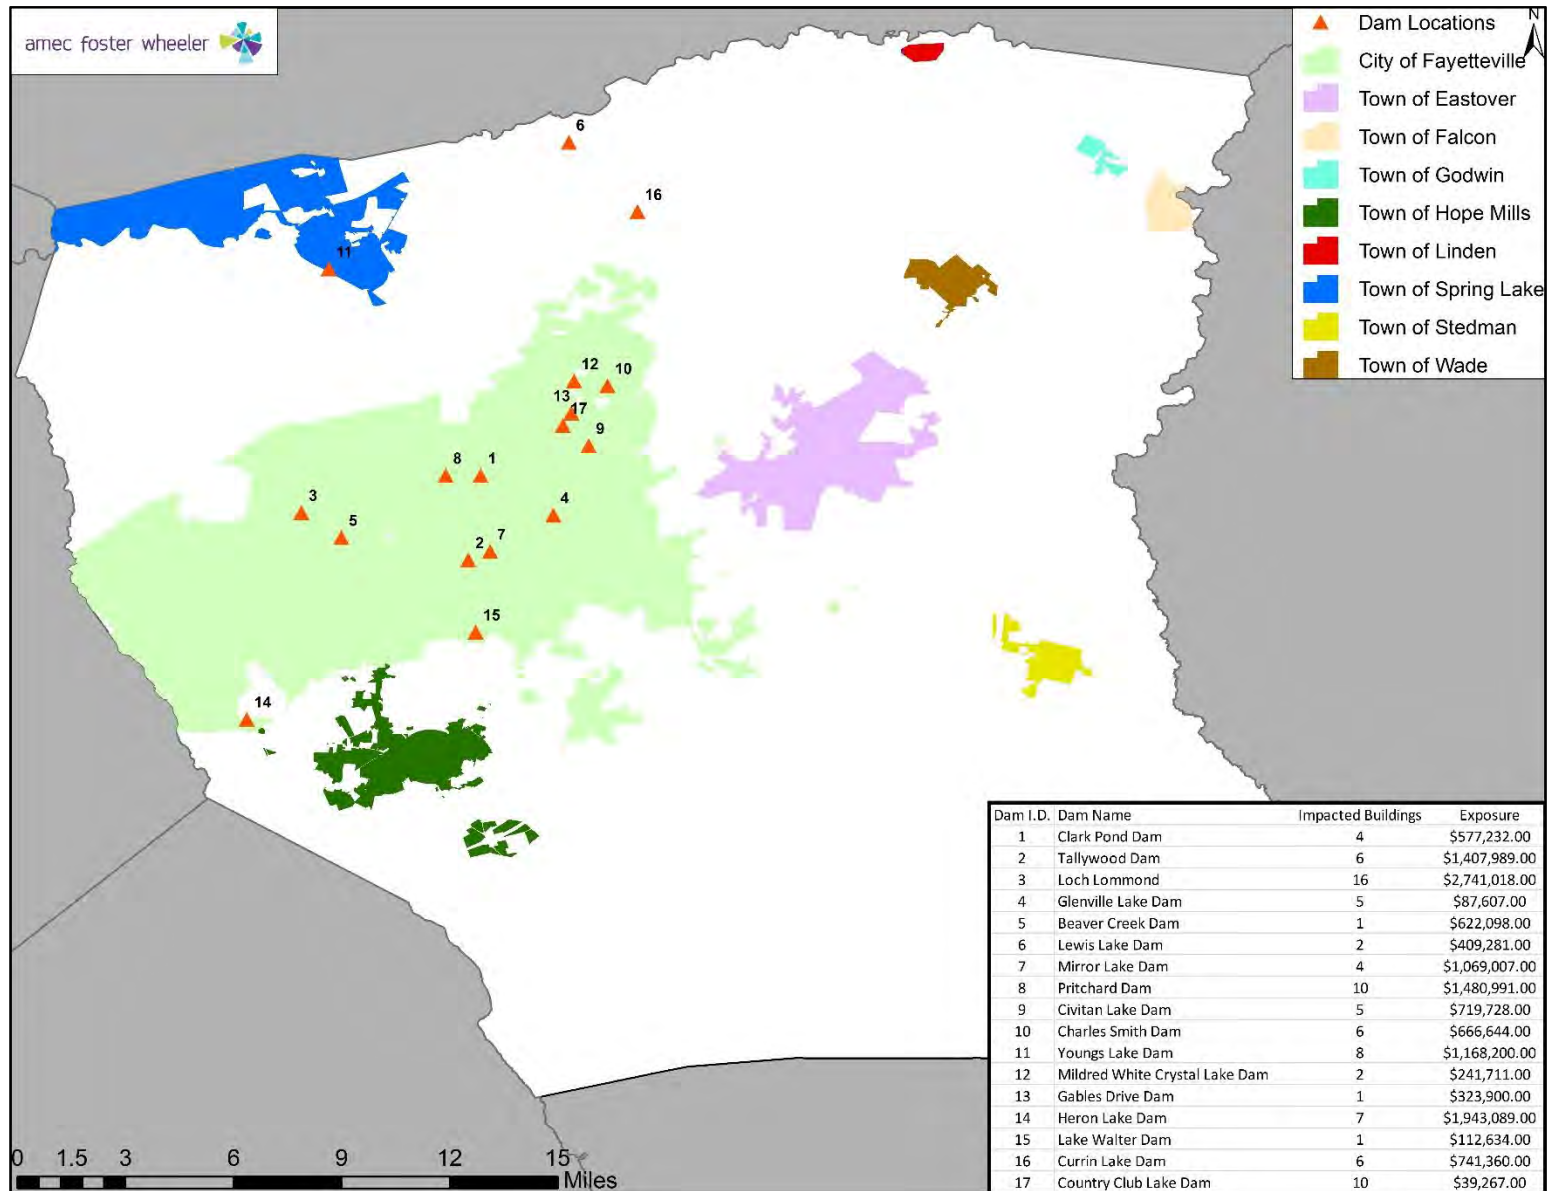 amec foster wheeler
N
Dam Locations
City of Fayetteville
Town of Eastover
Town of Falcon
Town of Godwin
Town of Hope Mills
Town of Linden
Town of Spring Lake
Town of Stedman
Town of Wade
6
16
11
12
10
13
17
9
8
1
3
4
5
2
7
15
14
Dam I.D. Dam Name Impacted Buildings Exposure
1 Clark Pond Dam 4 $577,232.00
2 Tallywood Dam 6 $1,407,989.00
3 Loch Lommond 16 $2,741,018.00
4 Glenville Lake Dam 5 $87,607.00
5 Beaver Creek Dam 1 $622,098.00
6 Lewis Lake Dam 2 $409,281.00
7 Mirror Lake Dam 4 $1,069,007.00
8 Pritchard Dam 10 $1,480,991.00
9 Civitan Lake Dam 5 $719,728.00
10 Charles Smith Dam 6 $666,644.00
11 Youngs Lake Dam 8 $1,168,200.00
12 Mildred White Crystal Lake Dam 2 $241,711.00
13 Gables Drive Dam 1 $323,900.00
14 Heron Lake Dam 7 $1,943,089.00
15 Lake Walter Dam 1 $112,634.00
16 Currin Lake Dam 6 $741,360.00
17 Country Club Lake Dam 10 $39,267.00
0 1.5 3 6 9 12 15
Miles